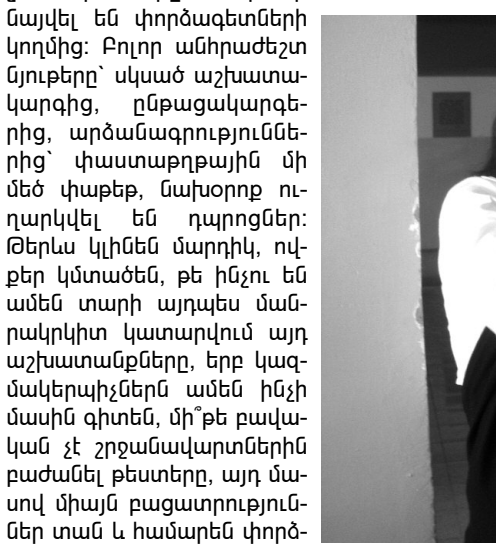 նայվել են փորձագետների
կողմից: Բոլոր անհրաժեշտ
նյութերը՝ սկսած աշխատա-
կարգից, ընթացակարգե-
րից, արձանագրություննե-
րից՝ փաստաթղթային մի
մեծ փաթեթ, նախօրոք ու-
ղարկվել են դպրոցներ:
Թերևս կլինեն մարդիկ, ով-
քեր կմտածեն, թե ինչու են
ամեն տարի այդպես ման-
րակրկիտ կատարվում այդ
աշխատանքները, երբ կազ-
մակերպիչներն ամեն ինչի
մասին գիտեն, մի՞թե բավա-
կան չէ շրջանավարտներին
բաժանել թեստերը, այդ մա-
սով միայն բացատրություն-
ներ տան և համարեն փորձ-